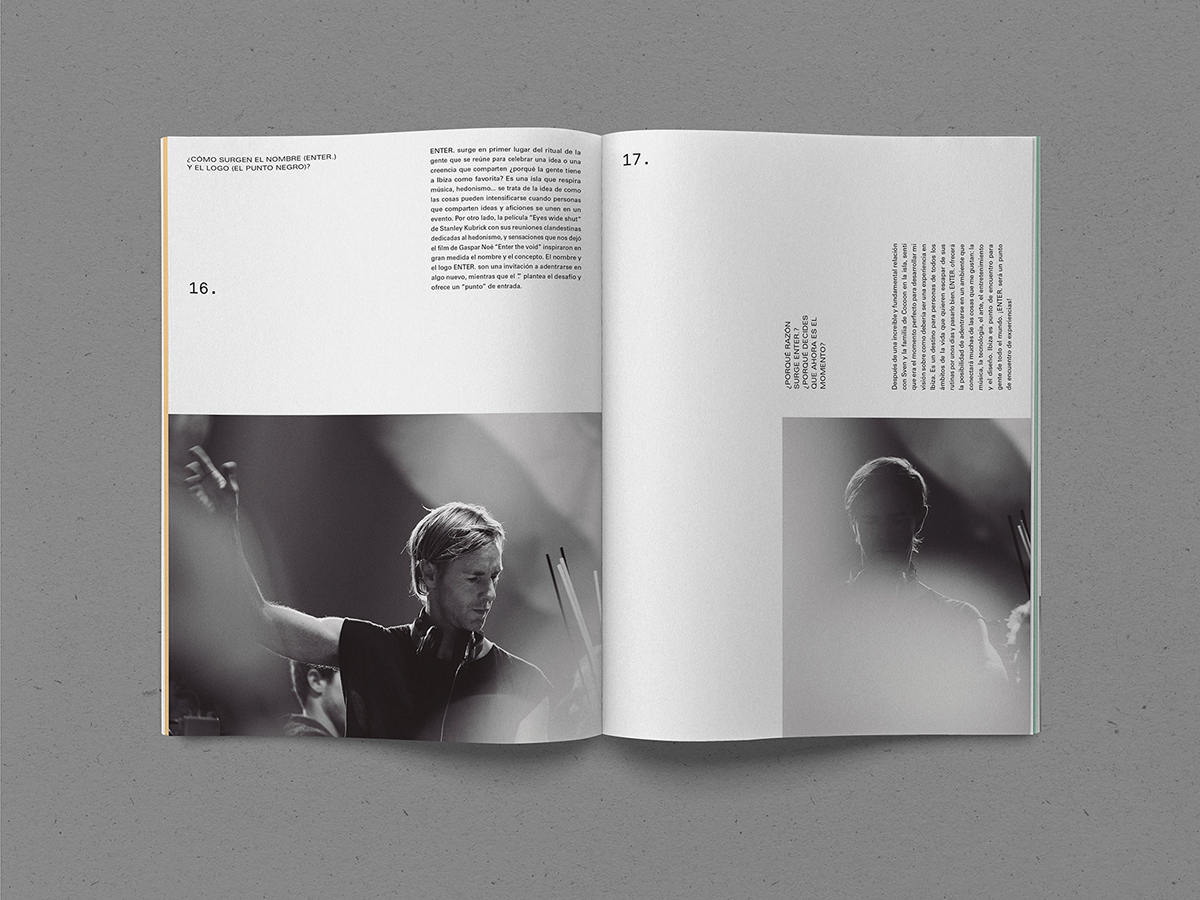 ¿CÓMO SURGEN EL NOMBRE (ENTER.)
Y EL LOGO (EL PUNTO NEGRO)?
16.
ENTER. surge en primer lugar del ritual de la
gente que se reúne para celebrar una idea o una
creencia que comparten ¿porqué la gente tiene
a Ibiza como favorita? Es una isla que respira
música, hedonismo... se trata de la idea de como
las cosas pueden intensificarse cuando personas
que comparten ideas y aficiones se unen en un
evento. Por otro lado, la película "Eyes wide shut"
de Stanley Kubrick con sus reuniones clandestinas
dedicadas al hedonismo, y sensaciones que nos dejó
el film de Gaspar Noé "Enter the void" inspiraron en
gran medida el nombre y el concepto. El nombre y
el logo ENTER. son una invitación a adentrarse en
algo nuevo, mientras que el "." plantea el desafío y
ofrece un "punto" de entrada.
17.
¿PORQUÉ RAZÓN
SURGE ENTER.?
¿PORQUÉ DECIDES
QUE AHORA ES EL
MOMENTO?
Después de una increíble y fundamental relación
con Sven y la familia de Cocoon en la isla, sentí
que era el momento perfecto para desarrollar mi
visión sobre como debería ser una experiencia en
Ibiza. Es un destino para personas de todos los
ámbitos de la vida que quieren escapar de sus
rutinas por unos días y pasarlo bien. ENTER. ofrecerá
la posibilidad de adentrarse en un ambiente que
conectará muchas de las cosas que me gustan: la
música, la tecnología, el arte, el entretenimiento
y el diseño. Ibiza es punto de encuentro para
gente de todo el mundo. ¡ENTER. será un punto
de encuentro de experiencias!